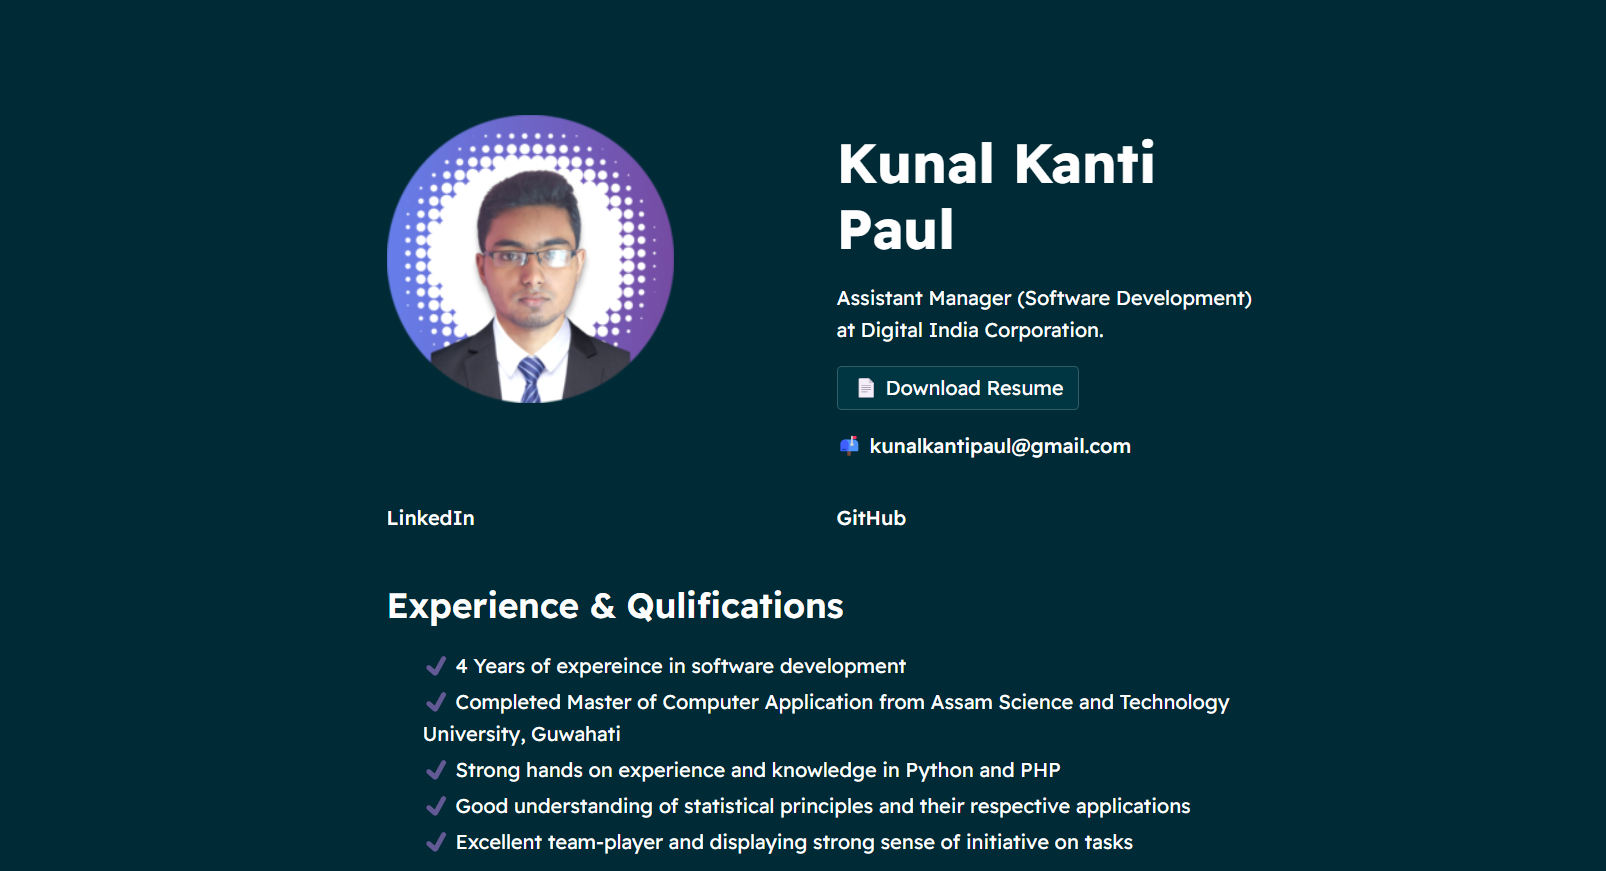 Kunal Kanti
Paul
Assistant Manager (Software Development)
at Digital India Corporation.
Download Resume
kunalkantipaul@gmail.com
LinkedIn
GitHub
Experience & Qulifications
4 Years of expereince in software development
Completed Master of Computer Application from Assam Science and Technology
University, Guwahati
Strong hands on experience and knowledge in Python and PHP
Good understanding of statistical principles and their respective applications
Excellent team-player and displaying strong sense of initiative on tasks